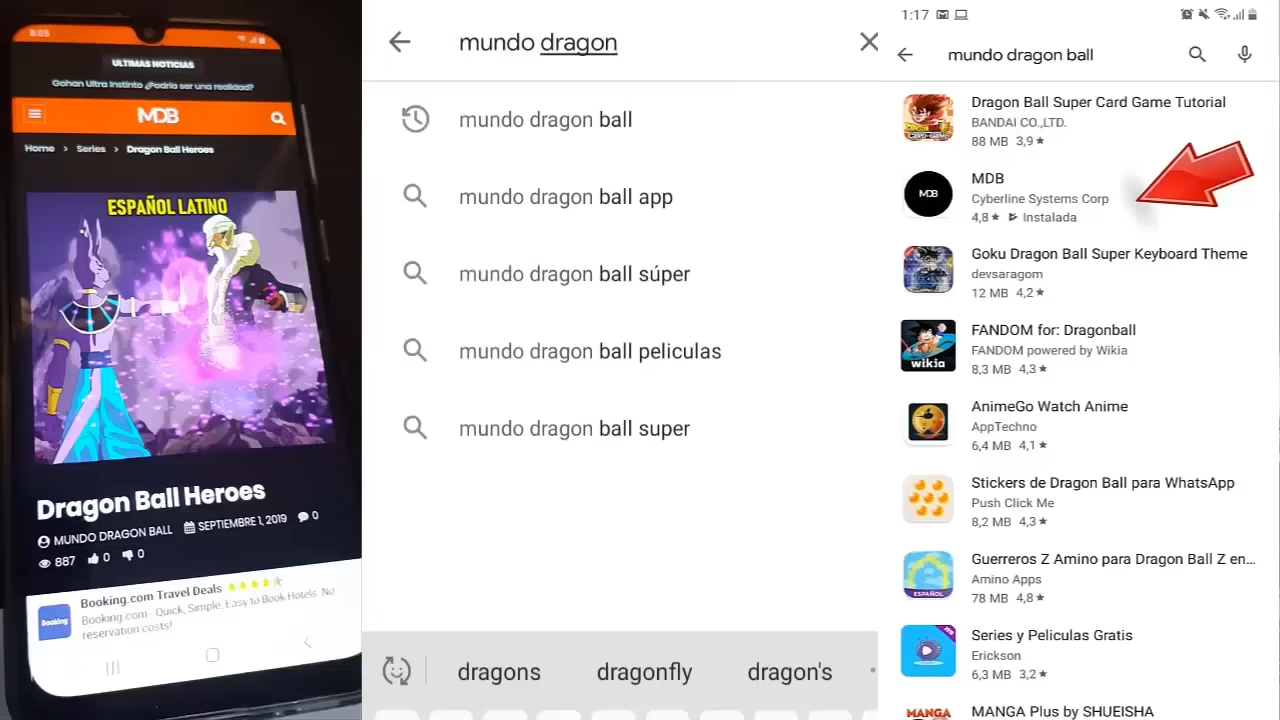 8:05
ULTIMAS NOTICIAS
Gohan Ultra Instinto ¿Podría ser una realidad?
MDB
Home > Series > Dragon Ball Heroes
ESPAÑOL LATINO
Dragon Ball Heroes
MUNDO DRAGON BALL SEPTIEMBRE 1, 2019 0
887 0 0
Booking.com Travel Deals
Booking
Booking.com - Quick, Simple, Easy to Book Hotels. No
reservation costs!
mundo dragon
mundo dragon ball
mundo dragon ball app
mundo dragon ball súper
mundo dragon ball peliculas
mundo dragon ball super
dragons dragonfly dragon's
1:17
mundo dragon ball
Dragon Ball Super Card Game Tutorial
BANDAI CO.,LTD.
88 MB 3,9★
MDB
MDB
Cyberline Systems Corp
4,8★ Instalada
Goku Dragon Ball Super Keyboard Theme
devsaragom
12 MB 4,2★
FANDOM for: Dragonball
wikia
FANDOM powered by Wikia
8,3 MB 4,3★
AnimeGo Watch Anime
AppTechno
6,4 MB 4,1★
Stickers de Dragon Ball para WhatsApp
Push Click Me
8,2 MB 4,3★
Guerreros Z Amino para Dragon Ball Z en...
ESPAÑOL
Amino Apps
78 MB 4,8★
Series y Peliculas Gratis
Erickson
6,3 MB 3,2★
MANGA
MANGA Plus by SHUEISHA